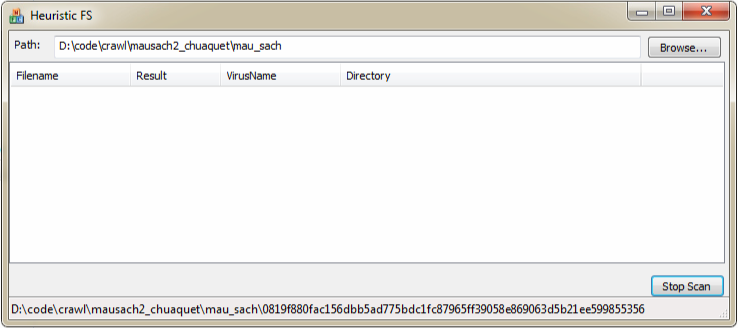 Heuristic FS
Path: D:\code\crawl\mausach2_chuaquet\mau_sach Browse...
Filename Result VirusName Directory
Stop Scan
D:\code\crawl\mausach2_chuaquet\mau_sach\0819f880fac156dbb5ad775bdc1fc87965ff39058e869063d5b21ee599855356